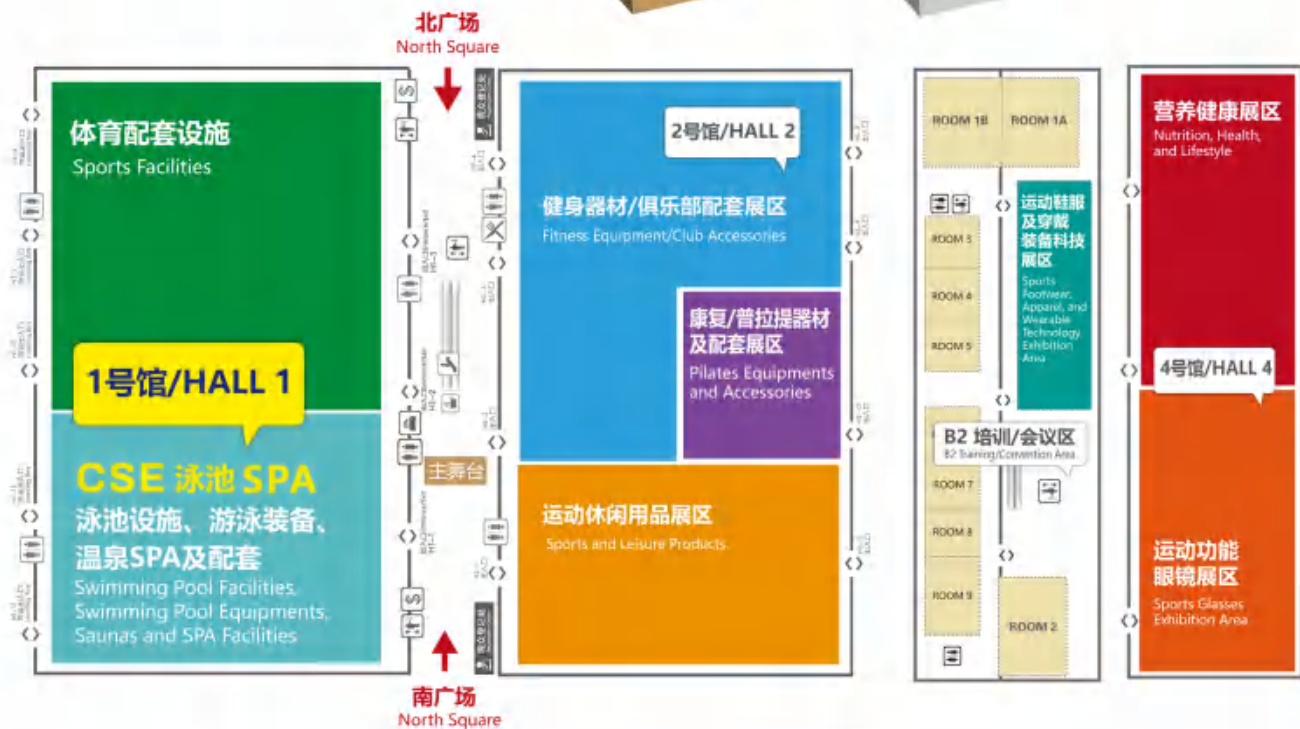 北广场
North Square
体育配套设施
Sports Facilities
1号馆/HALL 1
CSE 泳池 SPA
泳池设施、游泳装备、
温泉SPA及配套
Swimming Pool Facilities,
Swimming Pool Equipments,
Saunas and SPA Facilities
主舞台
南广场
North Square
2号馆/HALL 2
健身器材/俱乐部配套展区
Fitness Equipment/Club Accessories
康复/普拉提器材
及配套展区
Pilates Equipments
and Accessories
运动休闲用品展区
Sports and Leisure Products
ROOM 1B
ROOM 1A
ROOM 3
ROOM 4
ROOM 5
运动鞋服
及穿戴
装备科技
展区
Sports
Footwear,
Apparel, and
Wearable
Technology
Exhibition
Area
B2 培训/会议区
B2 Training/Convention Area
ROOM 7
ROOM 8
ROOM 9
ROOM 2
营养健康展区
Nutrition, Health,
and Lifestyle
4号馆/HALL 4
运动功能
眼镜展区
Sports Glasses
Exhibition Area